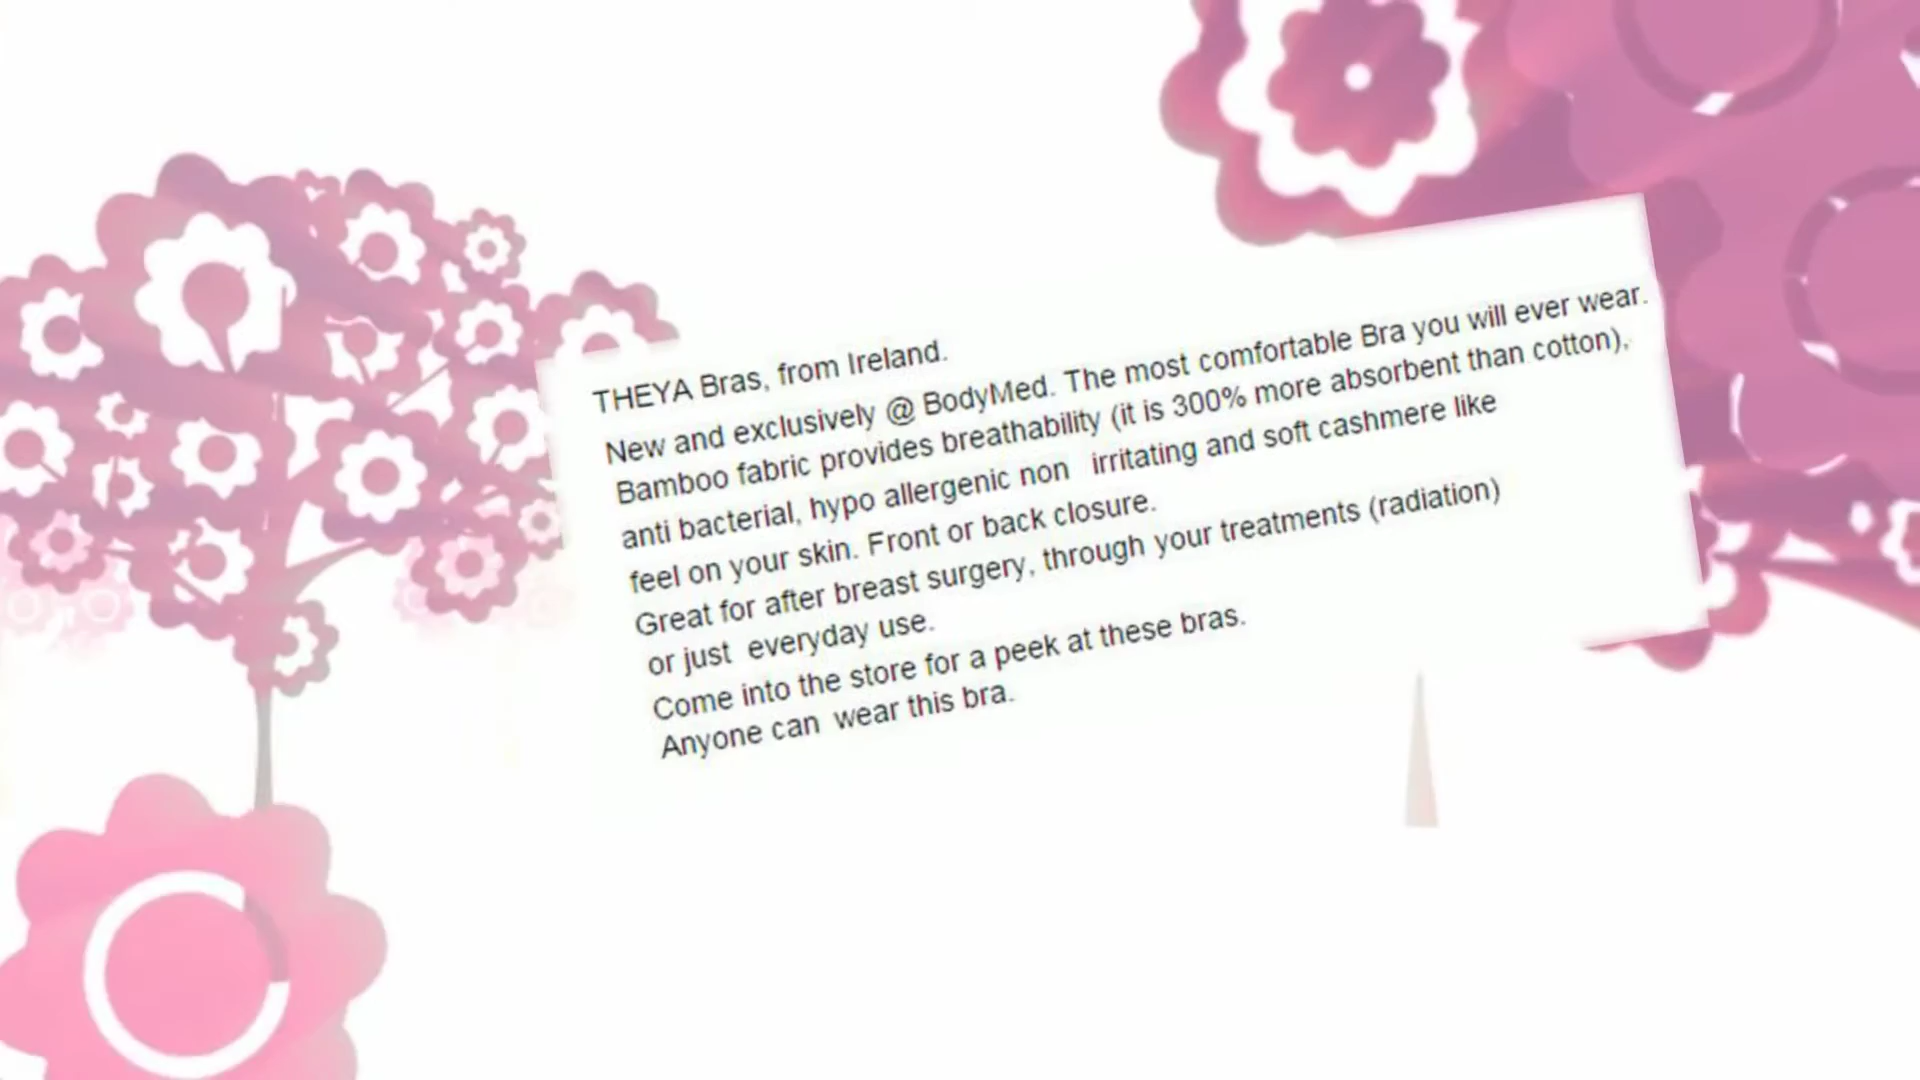 THEYA Bras, from Ireland.
New and exclusively @ BodyMed. The most comfortable Bra you will ever wear.
Bamboo fabric provides breathability (it is 300% more absorbent than cotton),
anti bacterial, hypo allergenic non irritating and soft cashmere like
feel on your skin. Front or back closure.
Great for after breast surgery, through your treatments (radiation)
or just everyday use.
Come into the store for a peek at these bras.
Anyone can wear this bra.